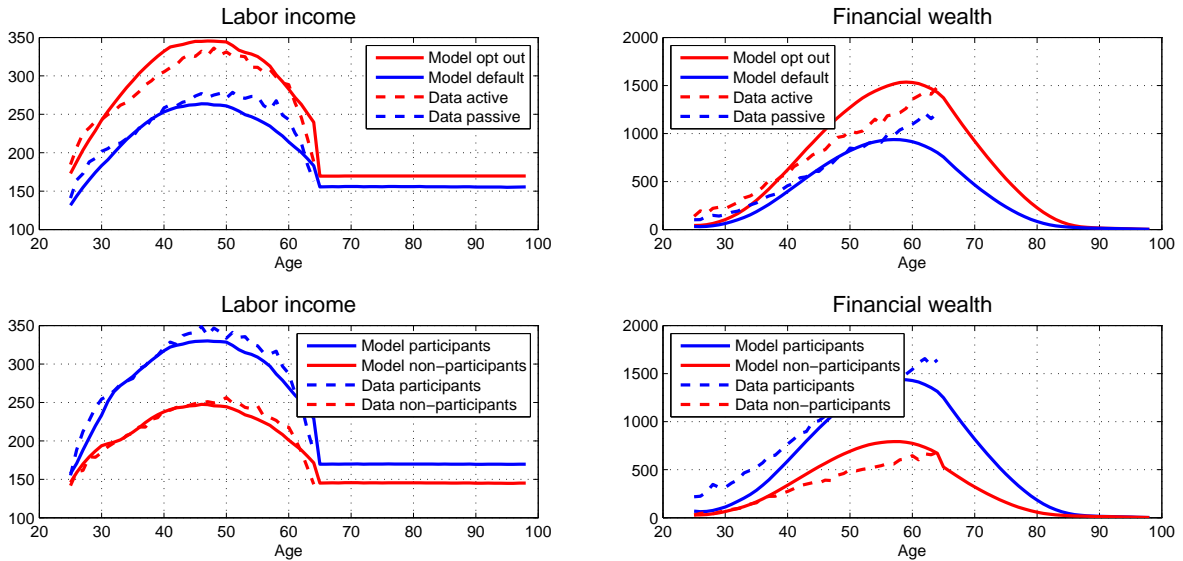 Labor income
350
300
250
200
150
100
20 30 40 50 60 70 80 90 100
Age
Model opt out
Model default
Data active
Data passive
Financial wealth
2000
1500
1000
500
0
20 30 40 50 60 70 80 90 100
Age
Model opt out
Model default
Data active
Data passive
Labor income
350
300
250
200
150
100
20 30 40 50 60 70 80 90 100
Age
Model participants
Model non−participants
Data participants
Data non−participants
Financial wealth
2000
1500
1000
500
0
20 30 40 50 60 70 80 90 100
Age
Model participants
Model non−participants
Data participants
Data non−participants